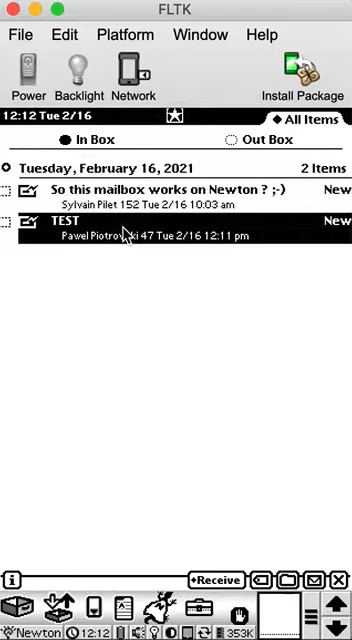 FLTK
File Edit Platform Window Help
Power Backlight Network Install Package
12:12 Tue 2/16 ◆ All Items
In Box Out Box
Tuesday, February 16, 2021 2 Items
So this mailbox works on Newton ? ;-) New
Sylvain Pilet 152 Tue 2/16 10:03 am
TEST New
Pawel 47 Tue 2/16 12:11 pm
i ◆Receive
Newton 12:12 353K